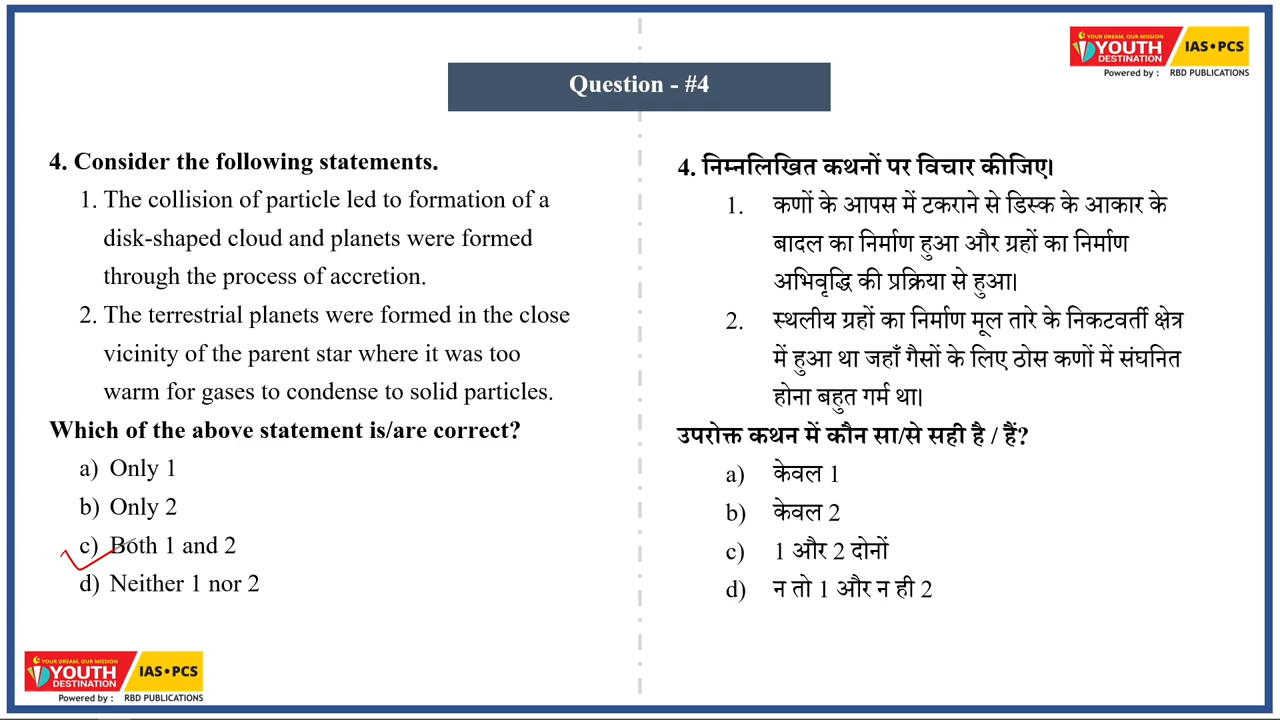 YOUR DREAM, OUR MISSION
YOUTH
DESTINATION
IAS•PCS
Powered by : RBD PUBLICATIONS
Question - #4
4. Consider the following statements.
1. The collision of particle led to formation of a
disk-shaped cloud and planets were formed
through the process of accretion.
2. The terrestrial planets were formed in the close
vicinity of the parent star where it was too
warm for gases to condense to solid particles.
Which of the above statement is/are correct?
a) Only 1
b) Only 2
c) Both 1 and 2
d) Neither 1 nor 2
4. निम्नलिखित कथनों पर विचार कीजिए।
1. कणों के आपस में टकराने से डिस्क के आकार के
बादल का निर्माण हुआ और ग्रहों का निर्माण
अभिवृद्धि की प्रक्रिया से हुआ।
2. स्थलीय ग्रहों का निर्माण मूल तारे के निकटवर्ती क्षेत्र
में हुआ था जहाँ गैसों के लिए ठोस कणों में संघनित
होना बहुत गर्म था।
उपरोक्त कथन में कौन सा/से सही है / हैं?
a) केवल 1
b) केवल 2
c) 1 और 2 दोनों
d) न तो 1 और न ही 2
YOUR DREAM, OUR MISSION
YOUTH
DESTINATION
IAS•PCS
Powered by : RBD PUBLICATIONS